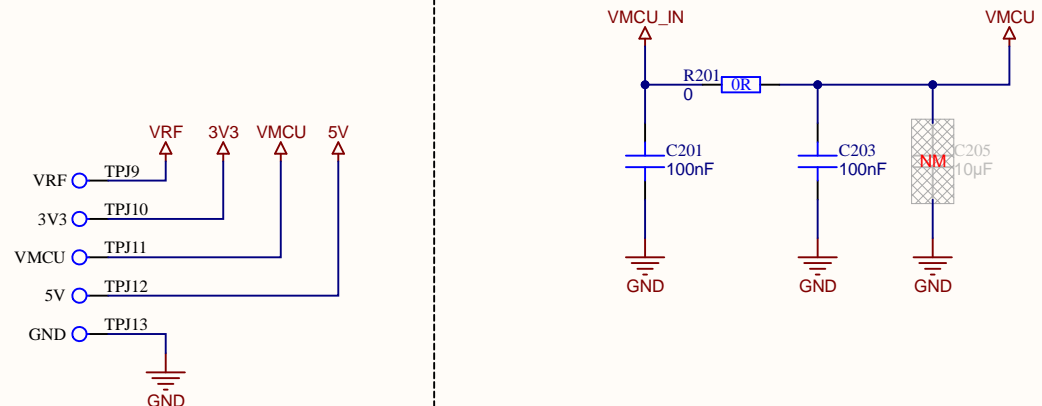 VRF 3V3 VMCU 5V
VRF TPJ9
3V3 TPJ10
VMCU TPJ11
5V TPJ12
GND TPJ13
GND
VMCU_IN VMCU
R201 0R
0
C201
100nF
C203
100nF
NM C205
10µF
GND GND GND